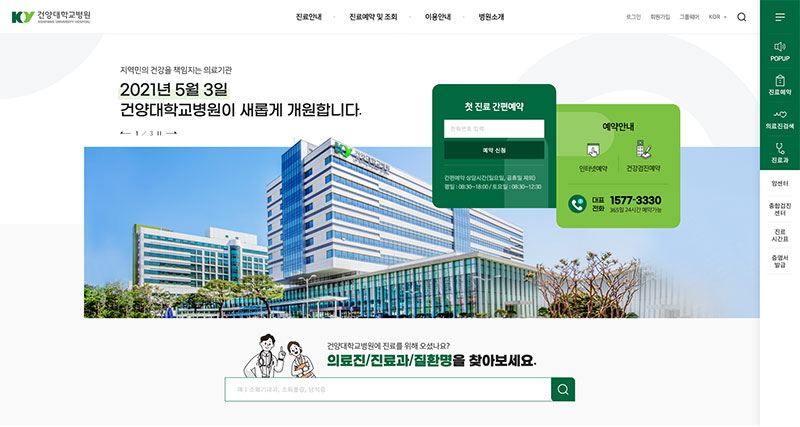 KY 건양대학교병원
KONYANG UNIVERSITY HOSPITAL
진료안내
진료예약 및 조회
이용안내
병원소개
로그인
회원가입
그룹웨어
KOR
지역민의 건강을 책임지는 의료기관
2021년 5월 3일
건양대학교병원이 새롭게 개원합니다.
1 / 3
KY 건양대학교병원
첫 진료 간편예약
전화번호 입력
예약 신청
간편예약 상담시간(일요일, 공휴일 제외)
평일 : 08:30~18:00 / 토요일 : 08:30~12:30
예약안내
인터넷예약
건강검진예약
대표
전화
1577-3330
365일 24시간 예약가능
POPUP
진료예약
의료진검색
진료과
암센터
종합검진
센터
진료
시간표
증명서
발급
건양대학교병원에 진료를 위해 오셨나요?
의료진/진료과/질환명을 찾아보세요.
예 ) 소화기내과, 소화불량, 담석증